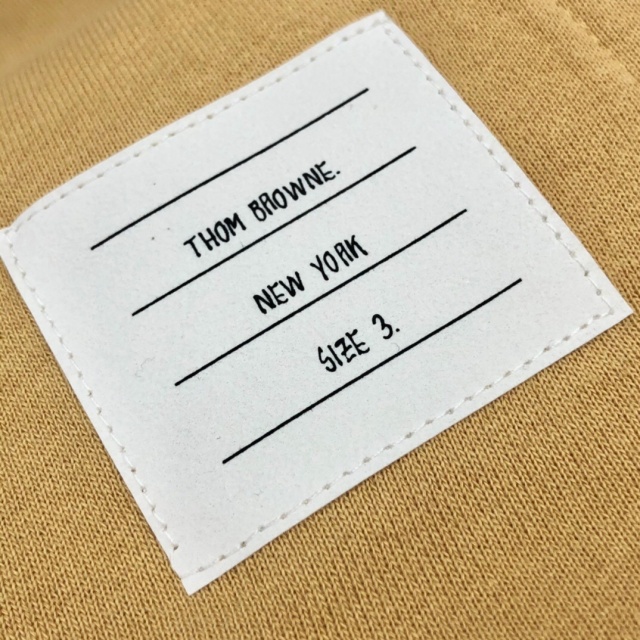 THOM BROWNE.
NEW YORK
SIZE 3.